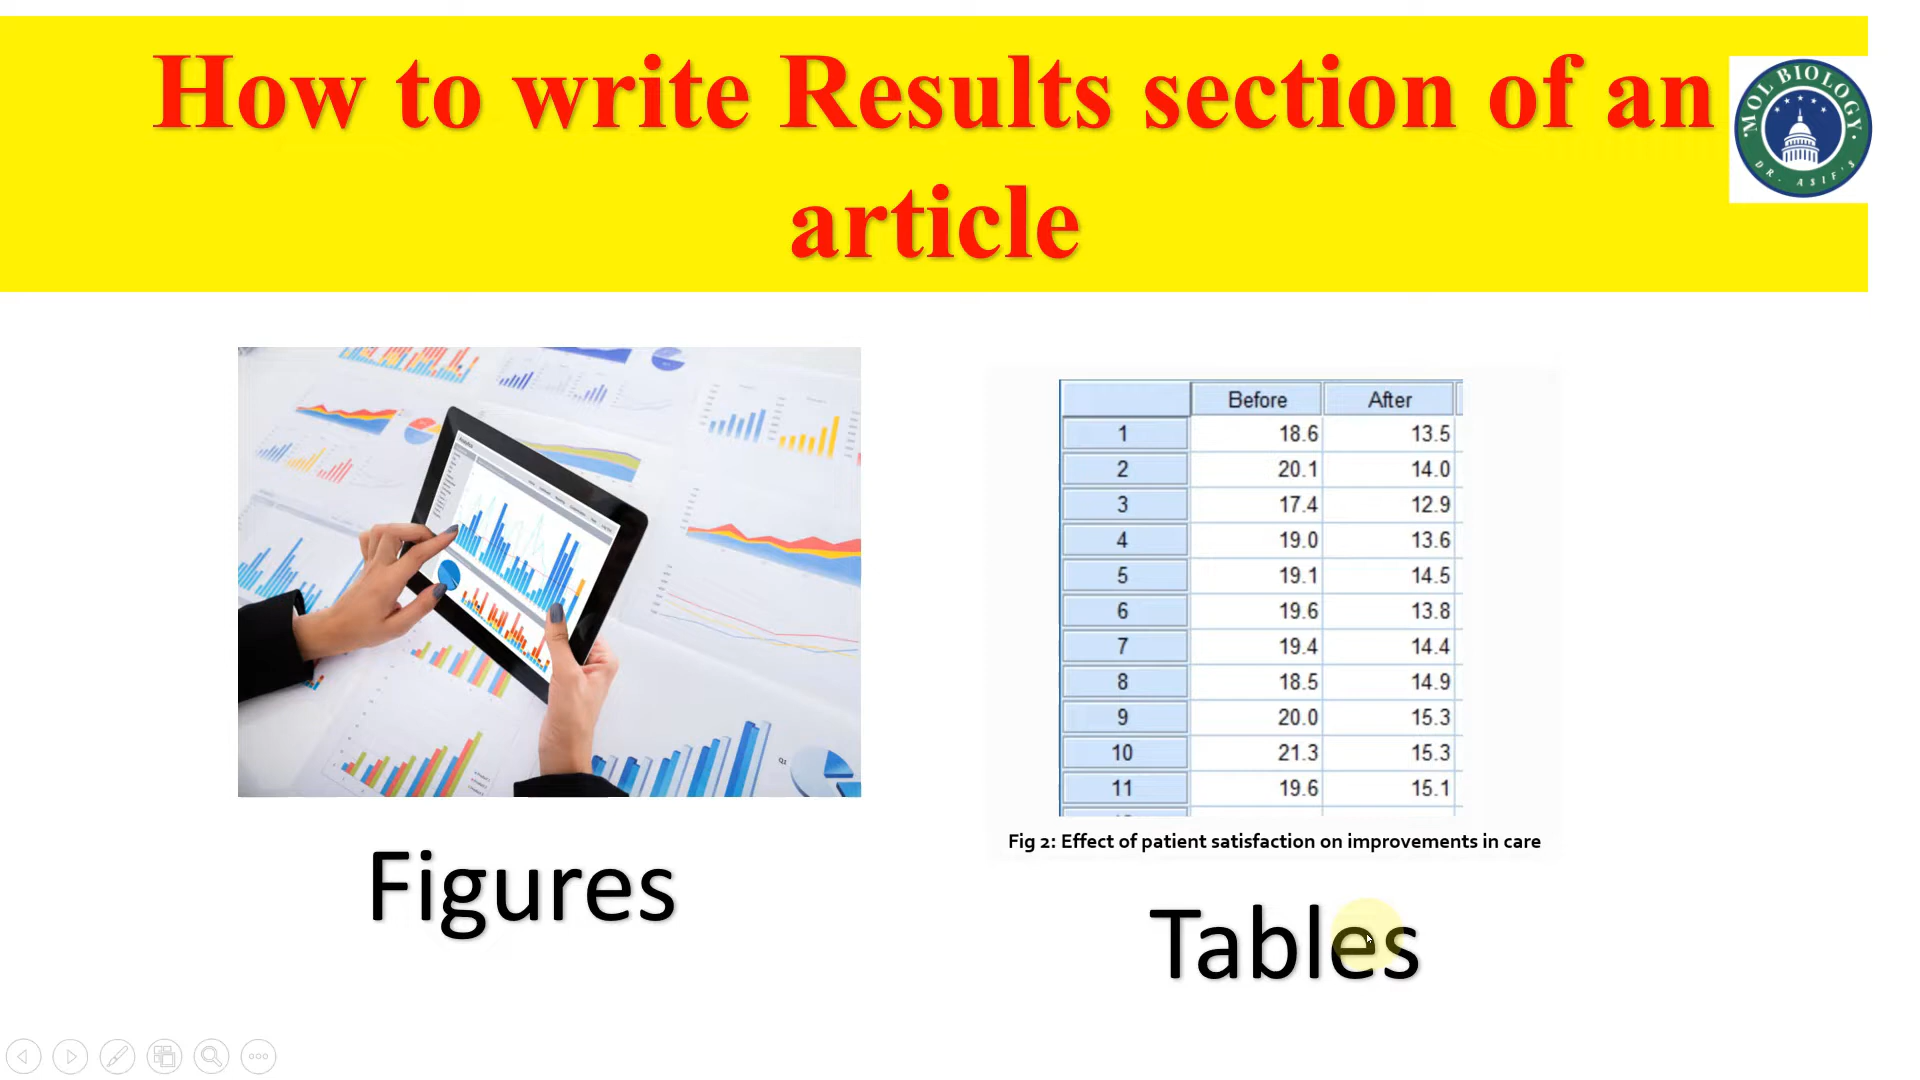 How to write Results section of an
article
MOL BIOLOGY
DR. ASIF'S
Before After
1 18.6 13.5
2 20.1 14.0
3 17.4 12.9
4 19.0 13.6
5 19.1 14.5
6 19.6 13.8
7 19.4 14.4
8 18.5 14.9
9 20.0 15.3
10 21.3 15.3
11 19.6 15.1
Fig 2: Effect of patient satisfaction on improvements in care
Figures
Tables